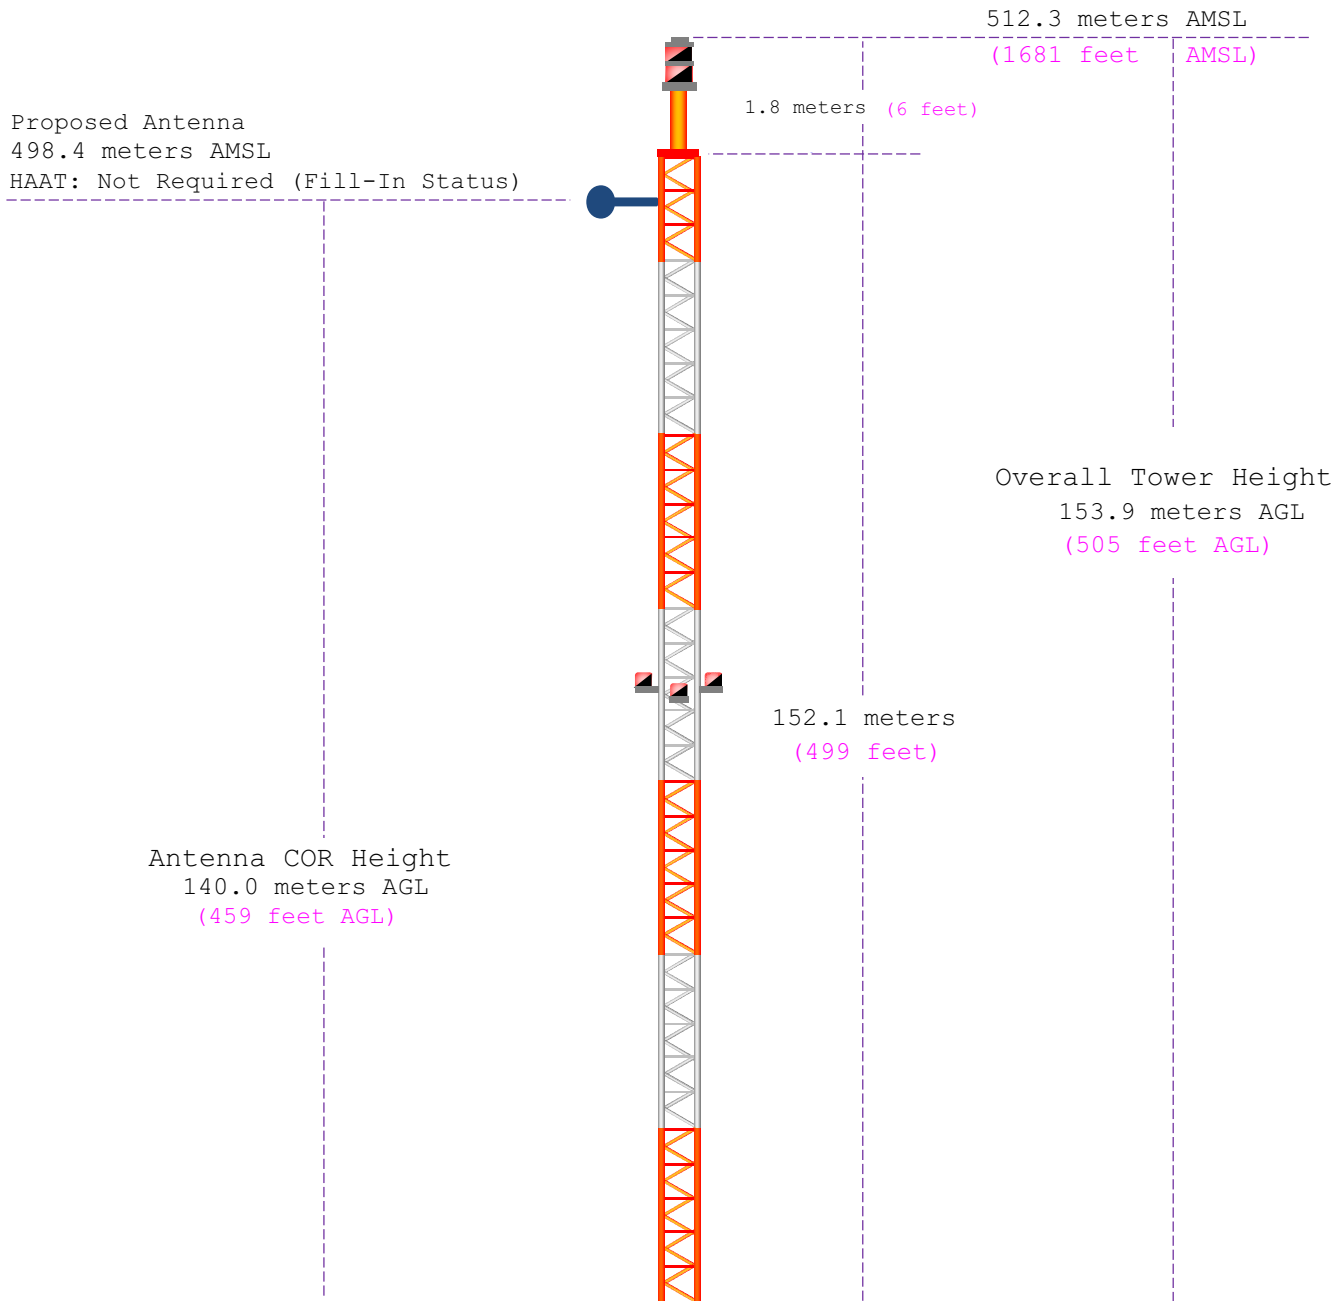 512.3 meters AMSL
(1681 feet AMSL)
1.8 meters (6 feet)
Proposed Antenna
498.4 meters AMSL
HAAT: Not Required (Fill-In Status)
Overall Tower Height
153.9 meters AGL
(505 feet AGL)
152.1 meters
(499 feet)
Antenna COR Height
140.0 meters AGL
(459 feet AGL)